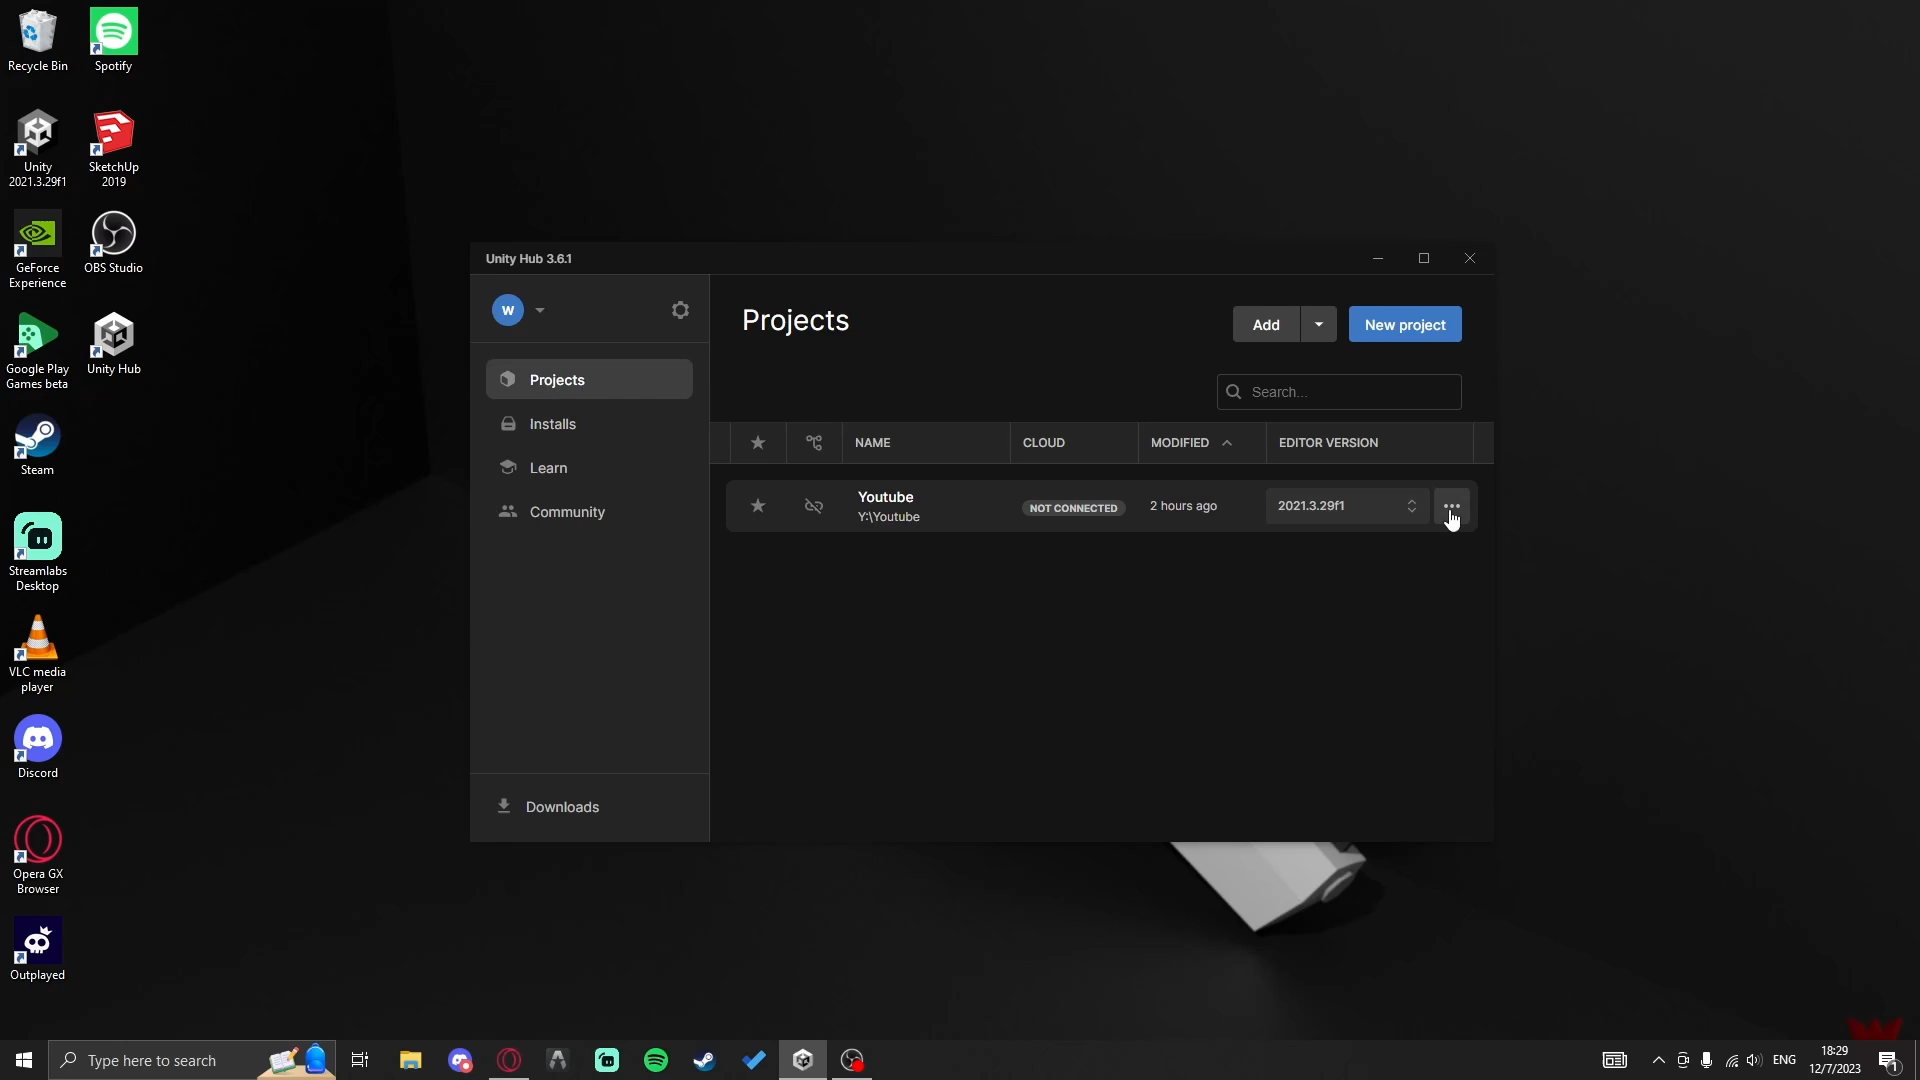 Recycle Bin
Spotify
Unity
2021.3.29f1
SketchUp
2019
GeForce
Experience
OBS Studio
Google Play
Games beta
Unity Hub
Steam
Streamlabs
Desktop
VLC media
player
Discord
Opera GX
Browser
Outplayed
Unity Hub 3.6.1
W
Projects
Installs
Learn
Community
Downloads
Projects
Add
New project
Search...
NAME
CLOUD
MODIFIED
EDITOR VERSION
Youtube
Y:\Youtube
NOT CONNECTED
2 hours ago
2021.3.29f1
Type here to search
ENG
18:29
12/7/2023
1